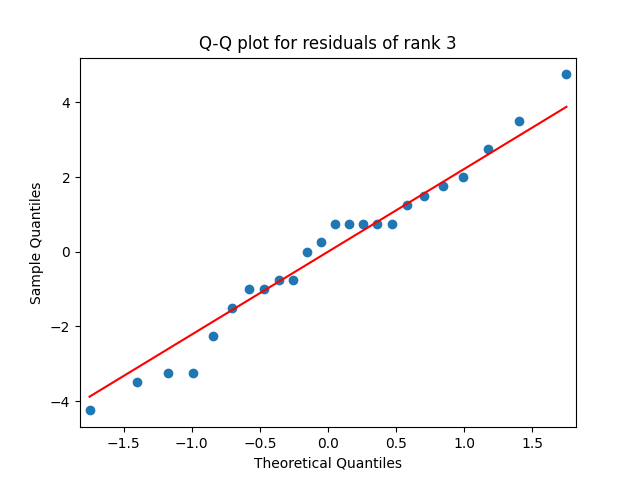 Q-Q plot for residuals of rank 3
4
2
0
−2
−4
Sample Quantiles
−1.5 −1.0 −0.5 0.0 0.5 1.0 1.5
Theoretical Quantiles